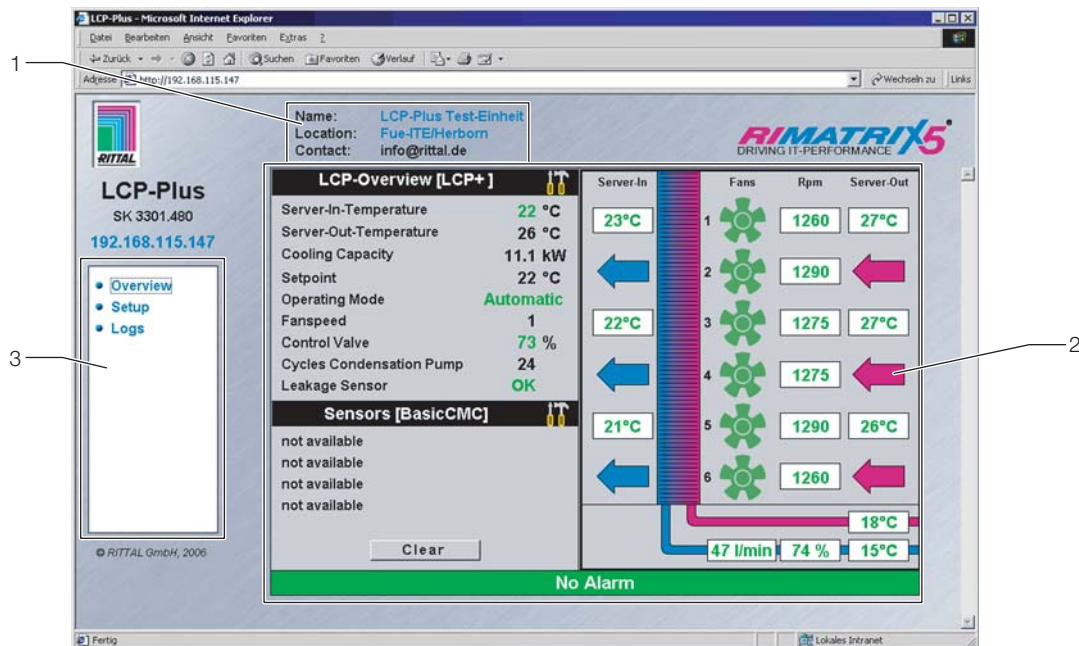 LCP-Plus - Microsoft Internet Explorer
Datei Bearbeiten Ansicht Favoriten Extras ?
Zurück Suchen Favoriten Verlauf
Adresse http://192.168.115.147 Wechseln zu Links
1
RITTAL
Name: LCP-Plus Test-Einheit
Location: Fue-ITE/Herborn
Contact: info@rittal.de
RIMATRIX5
DRIVING IT-PERFORMANCE
LCP-Plus
SK 3301.480
192.168.115.147
Overview
Setup
Logs
3
© RITTAL GmbH, 2006
LCP-Overview [LCP+]
Server-In-Temperature 22 °C
Server-Out-Temperature 26 °C
Cooling Capacity 11.1 kW
Setpoint 22 °C
Operating Mode Automatic
Fanspeed 1
Control Valve 73 %
Cycles Condensation Pump 24
Leakage Sensor OK
Sensors [BasicCMC]
not available
not available
not available
not available
Clear
Server-In Fans Rpm Server-Out
23°C 1 1260 27°C
2 1290
22°C 3 1275 27°C
4 1275
21°C 5 1290 26°C
6 1260
2
18°C
47 l/min 74 % 15°C
No Alarm
Fertig Lokales Intranet